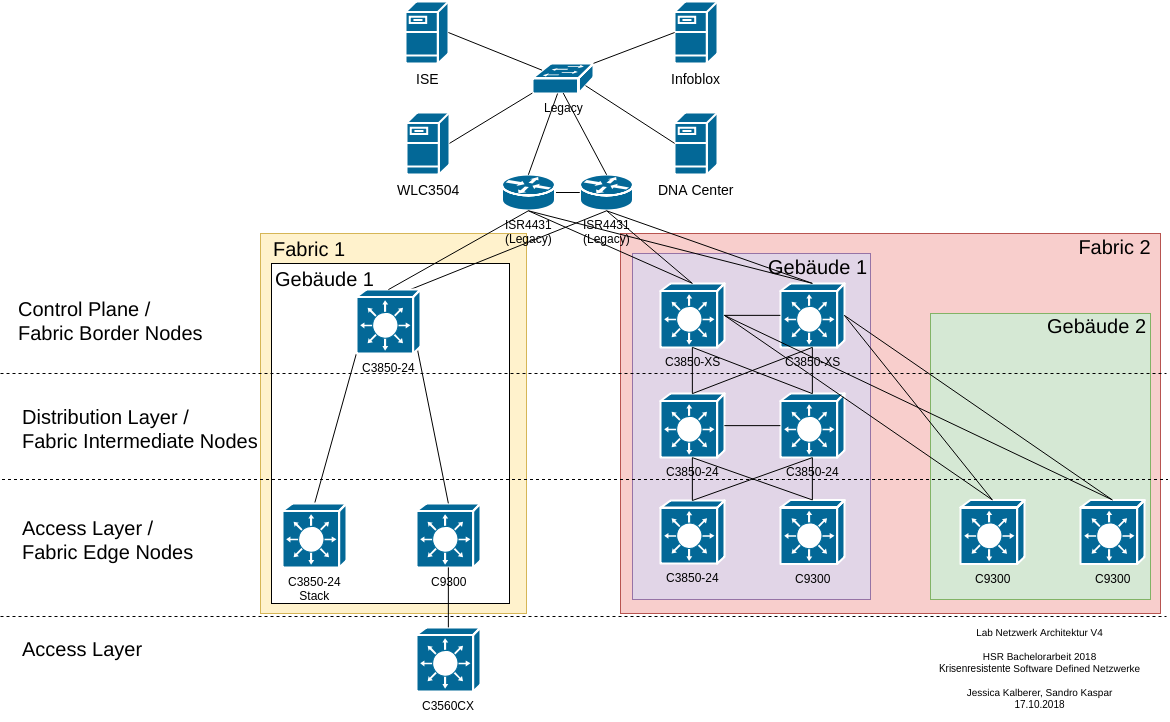 ISE
Infoblox
Legacy
WLC3504
DNA Center
ISR4431
(Legacy)
ISR4431
(Legacy)
Fabric 1
Gebäude 1
Fabric 2
Gebäude 1
Gebäude 2
Control Plane /
Fabric Border Nodes
C3850-24
C3850-XS
C3850-XS
Distribution Layer /
Fabric Intermediate Nodes
C3850-24
C3850-24
Access Layer /
Fabric Edge Nodes
C3850-24
Stack
C9300
C3850-24
C9300
C9300
C9300
Access Layer
C3560CX
Lab Netzwerk Architektur V4
HSR Bachelorarbeit 2018
Krisenresistente Software Defined Netzwerke
Jessica Kalberer, Sandro Kaspar
17.10.2018